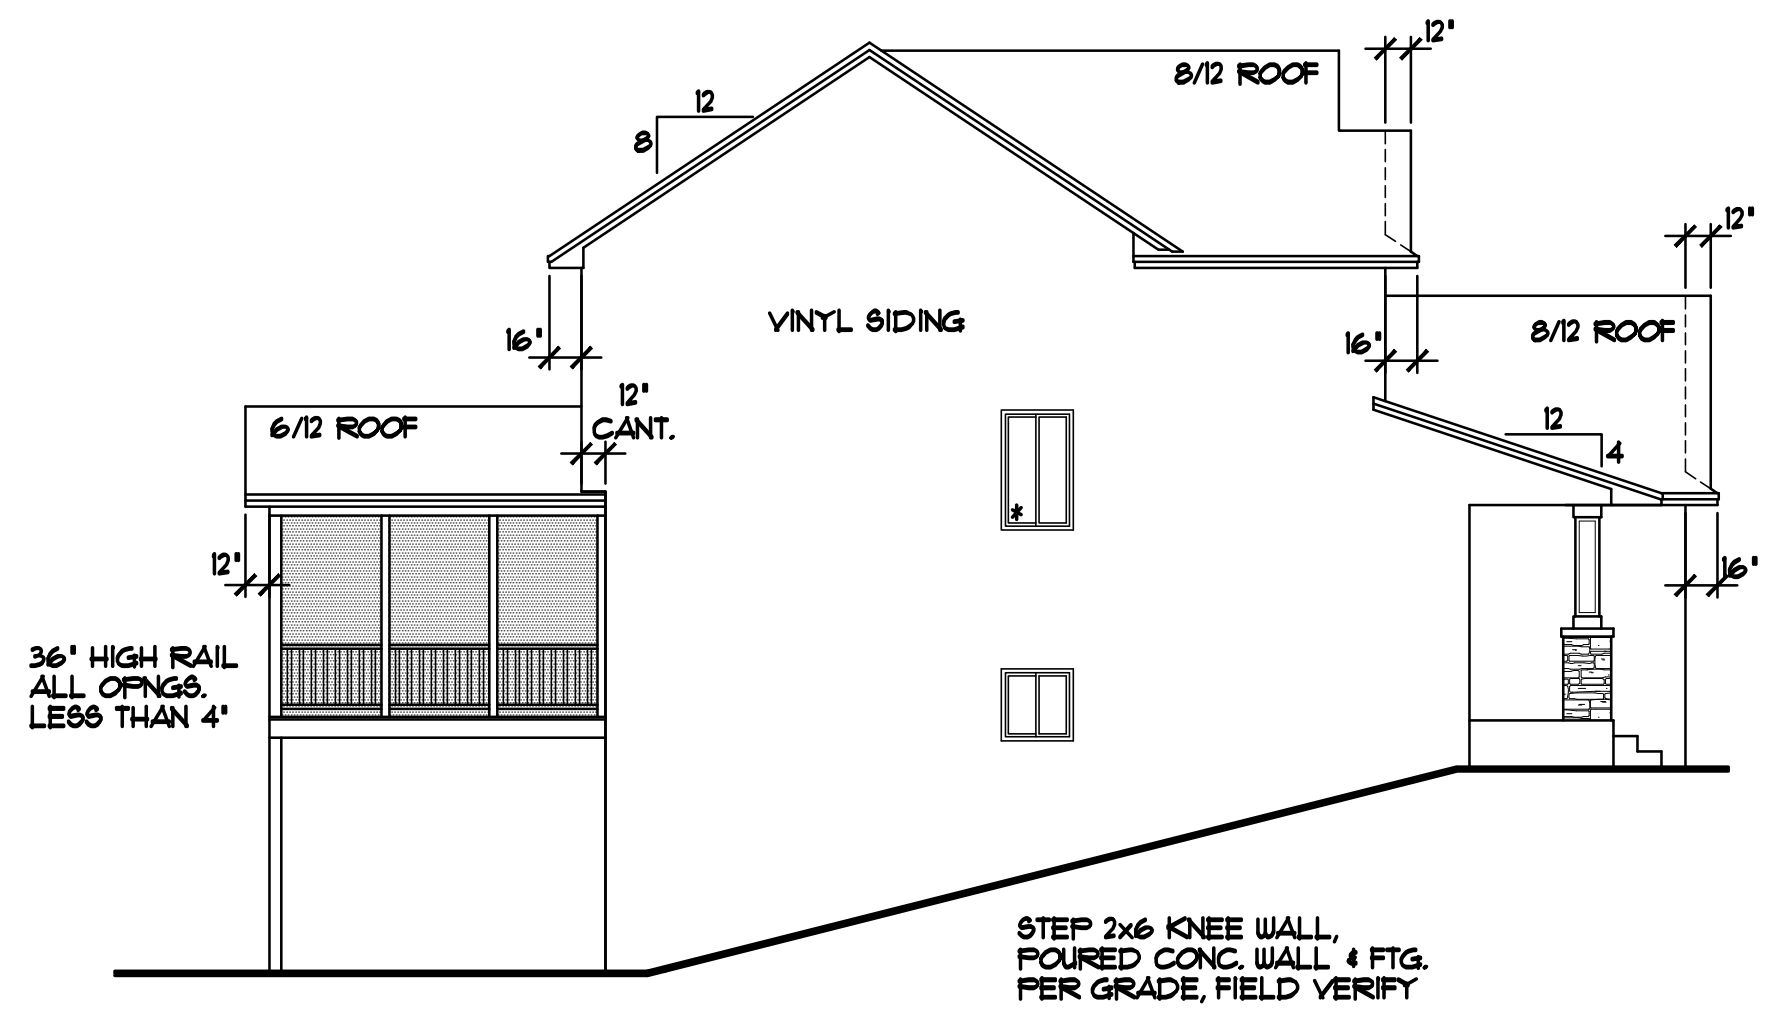 12"
8/12 ROOF
12
8
12"
VINYL SIDING
16"
16"
8/12 ROOF
12"
CANT.
6/12 ROOF
12
4
*
12"
16"
36" HIGH RAIL
ALL OPNGS.
LESS THAN 4"
STEP 2x6 KNEE WALL,
POURED CONC. WALL & FTG.
PER GRADE, FIELD VERIFY